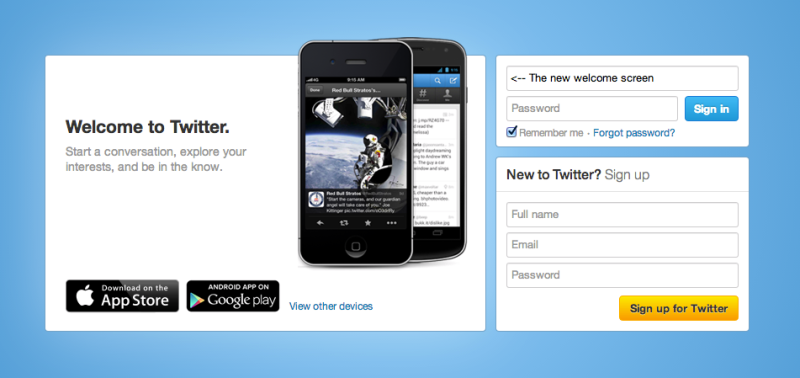 Welcome to Twitter.
Start a conversation, explore your
interests, and be in the know.
Download on the
App Store
ANDROID APP ON
Google play
View other devices
4G
9:15 AM
Done
Red Bull Stratos's...
Red Bull Stratos
"Start the cameras, and our guardian
angel will take care of you." Joe
Kittinger
<-- The new welcome screen
Password
Sign in
Remember me · Forgot password?
New to Twitter? Sign up
Full name
Email
Password
Sign up for Twitter